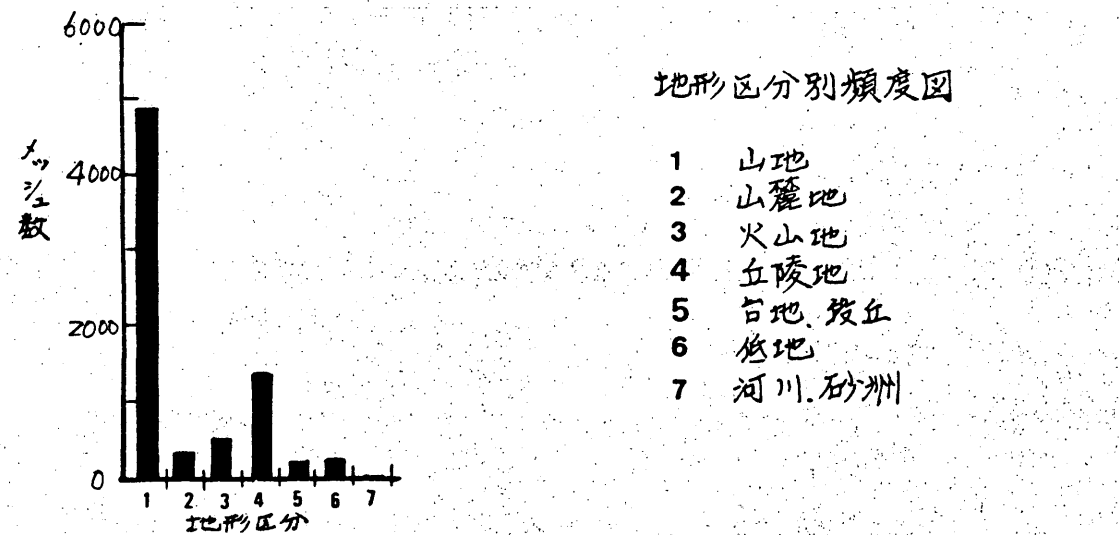 6000
4000
2000
0
メッシュ数
1 2 3 4 5 6 7
地形区分
地形区分別頻度図
1 山地
2 山麓地
3 火山地
4 丘陵地
5 台地、段丘
6 低地
7 河川、砂州